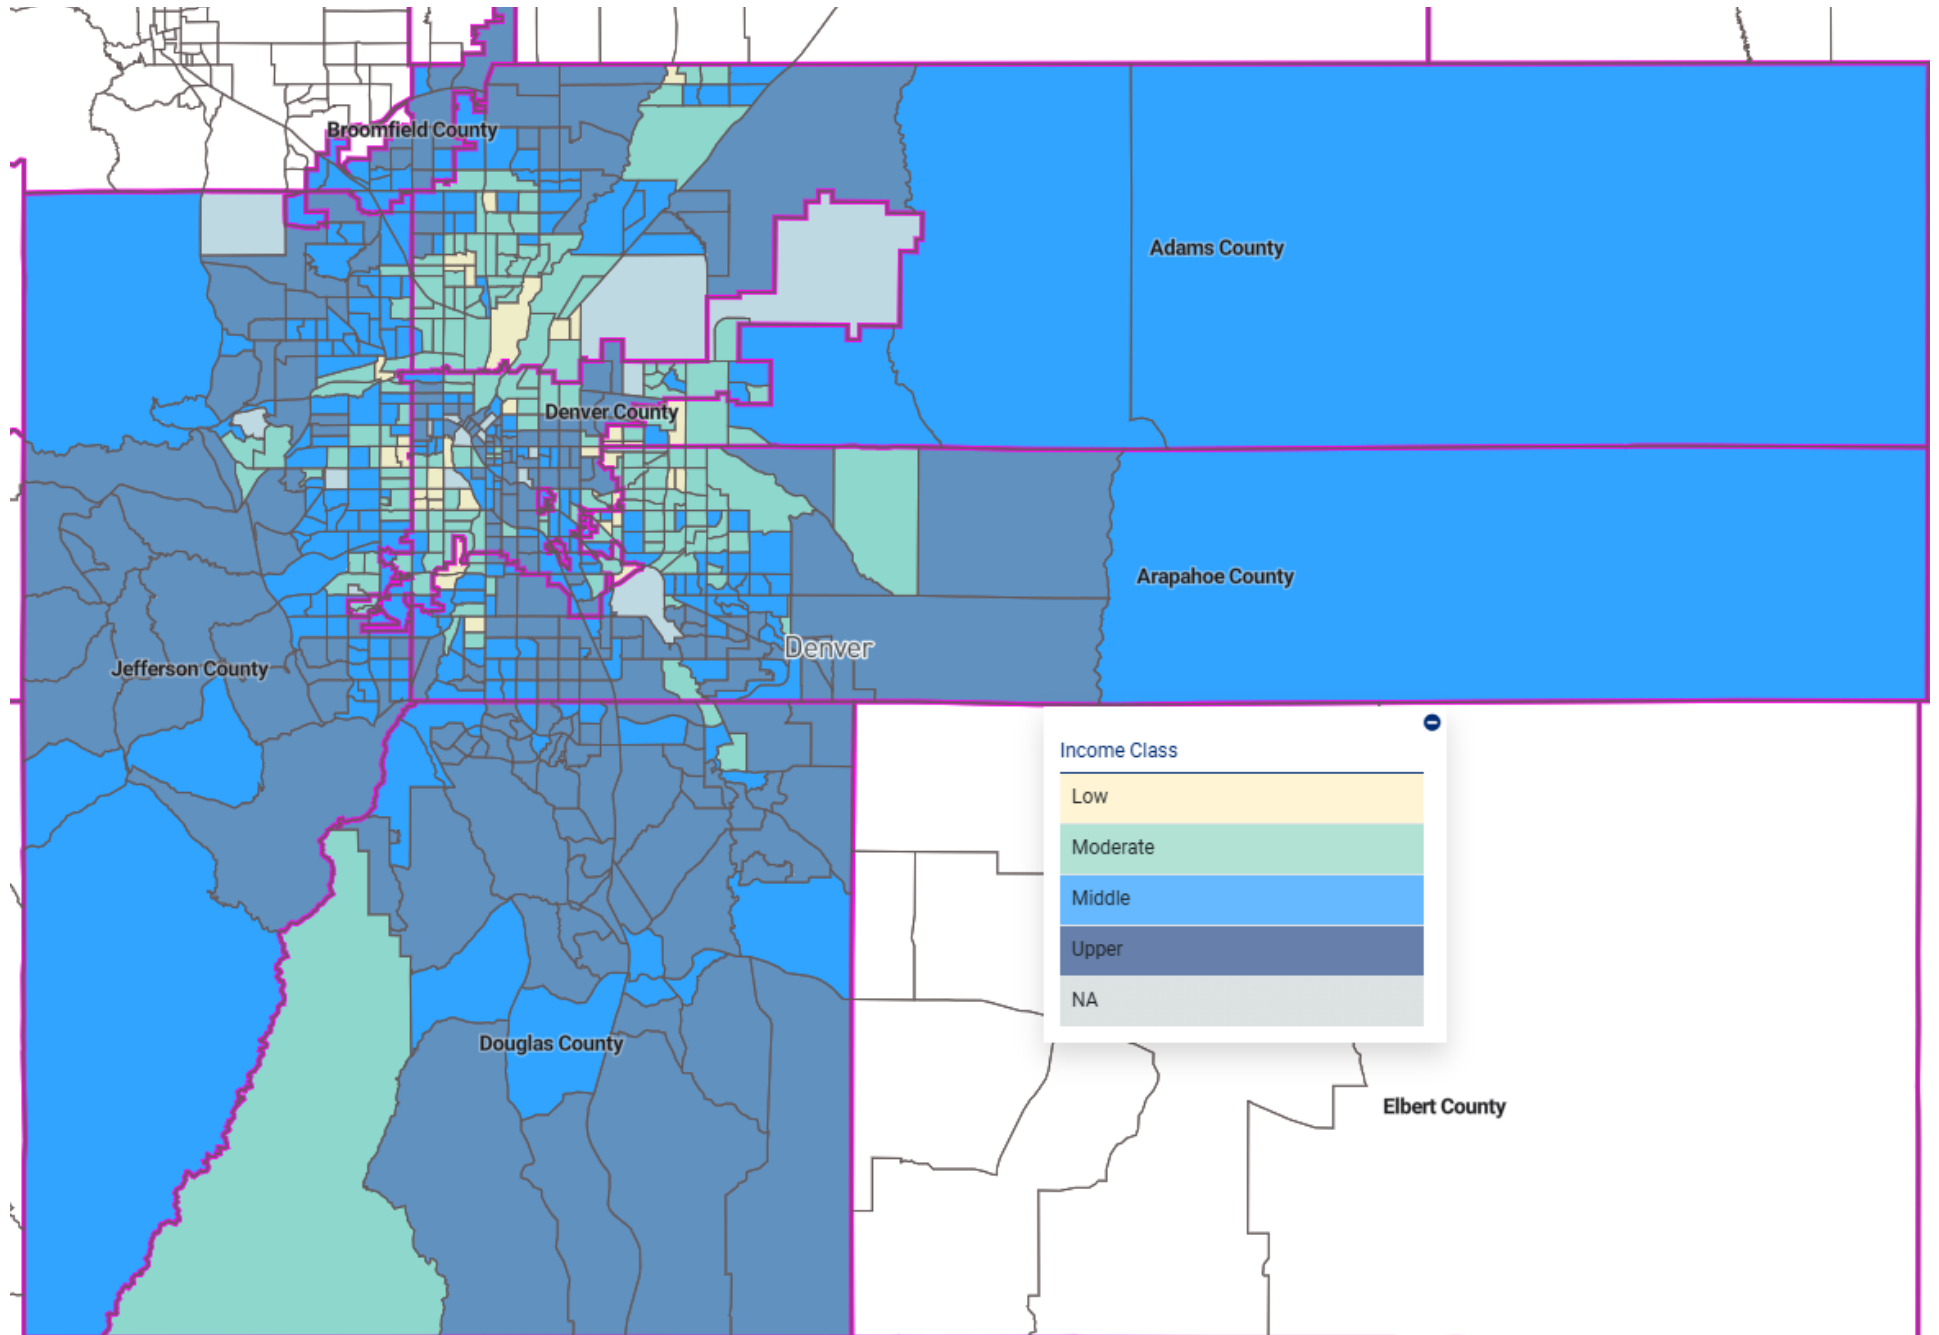 Broomfield County
Adams County
Denver County
Arapahoe County
Denver
Jefferson County
Income Class
Low
Moderate
Middle
Upper
NA
Douglas County
Elbert County